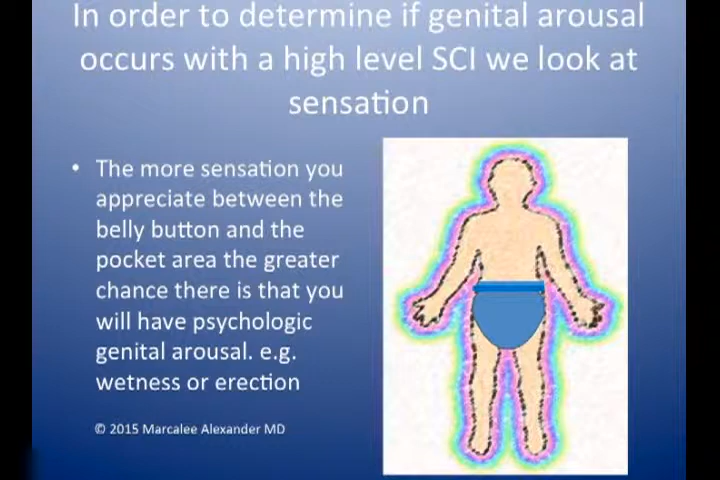 In order to determine if genital arousal
occurs with a high level SCI we look at
sensation
• The more sensation you
appreciate between the
belly button and the
pocket area the greater
chance there is that you
will have psychologic
genital arousal. e.g.
wetness or erection
© 2015 Marcalee Alexander MD